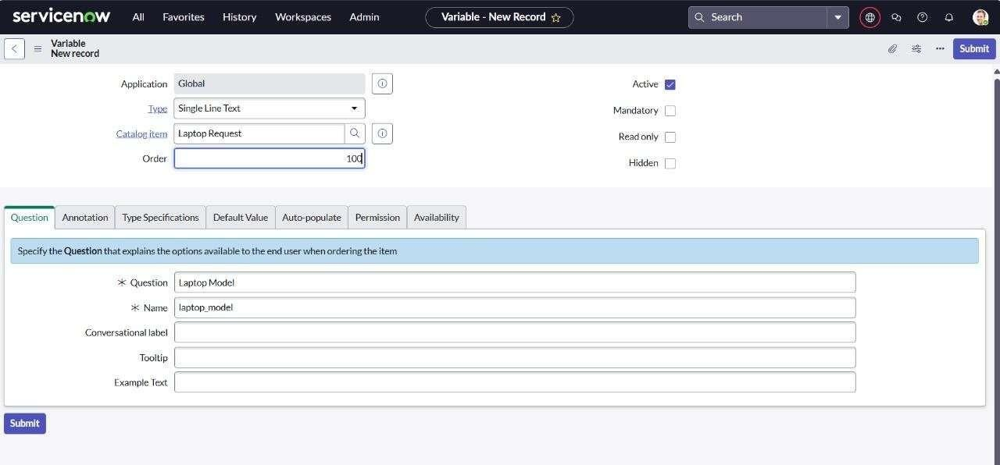 servicenow All Favorites History Workspaces Admin Variable - New Record Search
Variable
New record
Submit
Application Global
Active
Type Single Line Text
Mandatory
Catalog item Laptop Request
Read only
Order 100
Hidden
Question Annotation Type Specifications Default Value Auto-populate Permission Availability
Specify the Question that explains the options available to the end user when ordering the item
* Question Laptop Model
* Name laptop_model
Conversational label
Tooltip
Example Text
Submit